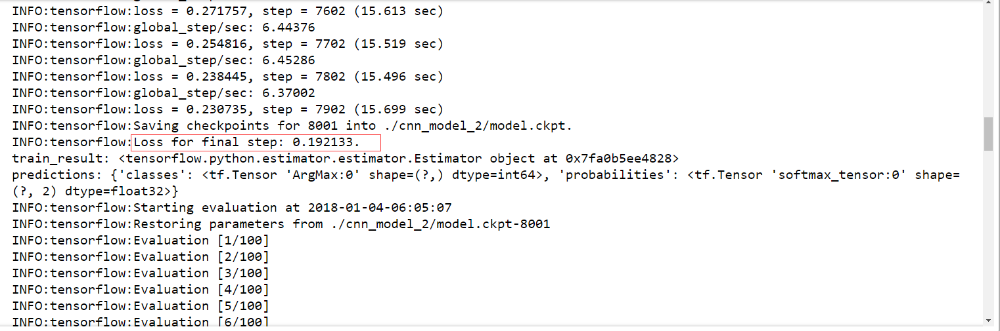 INFO:tensorflow:loss = 0.271757, step = 7602 (15.613 sec)
INFO:tensorflow:global_step/sec: 6.44376
INFO:tensorflow:loss = 0.254816, step = 7702 (15.519 sec)
INFO:tensorflow:global_step/sec: 6.45286
INFO:tensorflow:loss = 0.238445, step = 7802 (15.496 sec)
INFO:tensorflow:global_step/sec: 6.37002
INFO:tensorflow:loss = 0.230735, step = 7902 (15.699 sec)
INFO:tensorflow:Saving checkpoints for 8001 into ./cnn_model_2/model.ckpt.
INFO:tensorflow:Loss for final step: 0.192133.
train_result: <tensorflow.python.estimator.estimator.Estimator object at 0x7fa0b5ee4828>
predictions: {'classes': <tf.Tensor 'ArgMax:0' shape=(?,) dtype=int64>, 'probabilities': <tf.Tensor 'softmax_tensor:0' shape=
(?, 2) dtype=float32>}
INFO:tensorflow:Starting evaluation at 2018-01-04-06:05:07
INFO:tensorflow:Restoring parameters from ./cnn_model_2/model.ckpt-8001
INFO:tensorflow:Evaluation [1/100]
INFO:tensorflow:Evaluation [2/100]
INFO:tensorflow:Evaluation [3/100]
INFO:tensorflow:Evaluation [4/100]
INFO:tensorflow:Evaluation [5/100]
INFO:tensorflow:Evaluation [6/100]